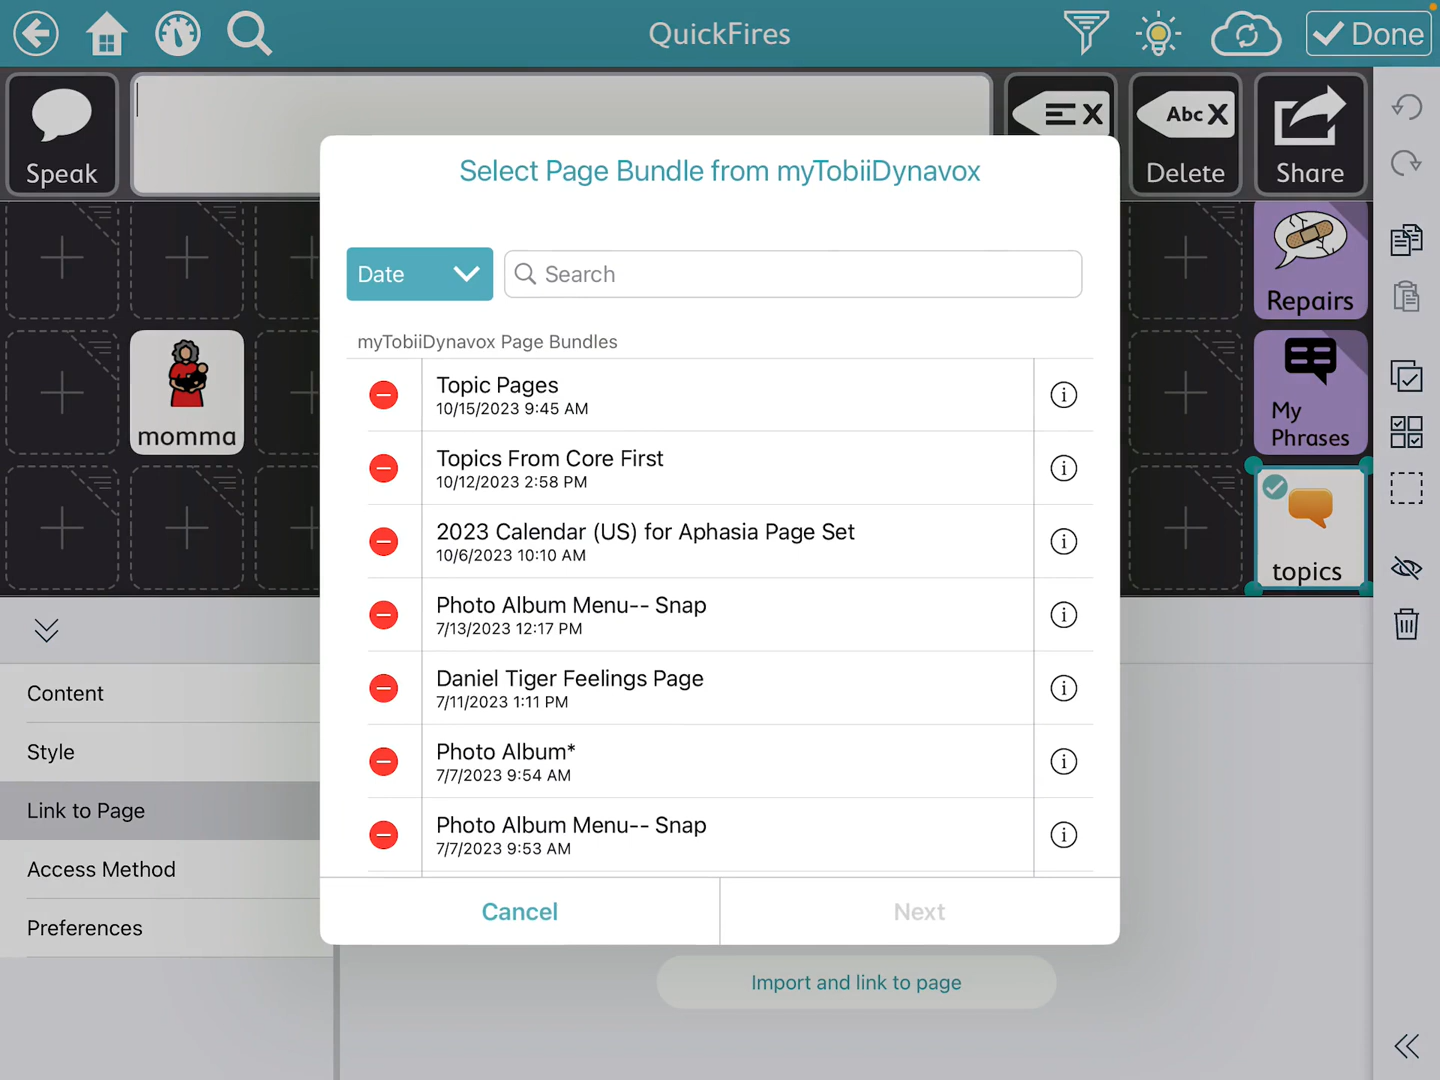 QuickFires
Done
Speak
Abc X
Delete
Share
Select Page Bundle from myTobiiDynavox
Date
Search
myTobiiDynavox Page Bundles
Topic Pages
10/15/2023 9:45 AM
Topics From Core First
10/12/2023 2:58 PM
2023 Calendar (US) for Aphasia Page Set
10/6/2023 10:10 AM
Photo Album Menu-- Snap
7/13/2023 12:17 PM
Daniel Tiger Feelings Page
7/11/2023 1:11 PM
Photo Album*
7/7/2023 9:54 AM
Photo Album Menu-- Snap
7/7/2023 9:53 AM
Cancel
Next
momma
Repairs
My
Phrases
topics
Content
Style
Link to Page
Access Method
Preferences
Import and link to page